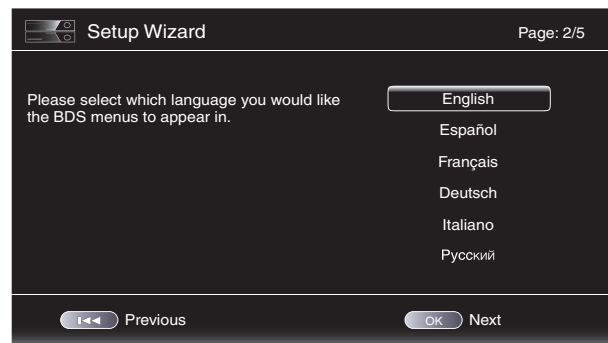 Setup Wizard
Page: 2/5
Please select which language you would like
the BDS menus to appear in.
English
Español
Français
Deutsch
Italiano
Русский
Previous
OK Next